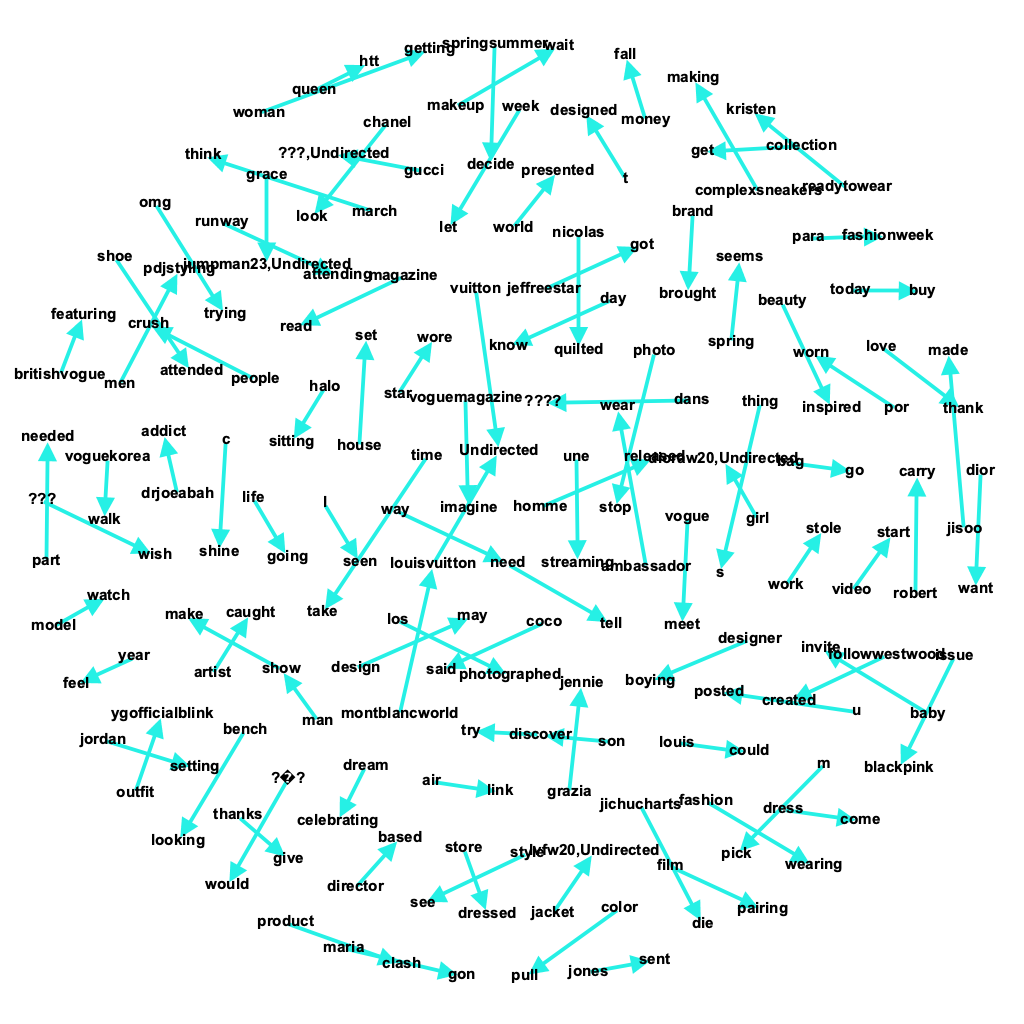 springsummer
wait
getting
fall
htt
making
queen
woman
makeup
week
designed
kristen
money
chanel
collection
get
think
???,Undirected
decide
presented
gucci
t
grace
complexsneakers
readytowear
omg
look
march
brand
runway
let
world
nicolas
para
fashionweek
got
shoe
pdjstyling
jumpman23,Undirected
seems
attending
magazine
vuitton
jeffreestar
brought
today
buy
day
beauty
featuring
trying
crush
read
set
wore
know
quilted
photo
spring
worn
love
made
britishvogue
men
attended
people
halo
star
voguemagazine
????
wear
dans
thing
inspired
por
thank
needed
addict
c
sitting
house
voguekorea
time
Undirected
une
released
dioraw20,Undirected
bag
go
carry
dior
???
drjoeabah
life
I
way
imagine
homme
stop
vogue
girl
walk
stole
start
jisoo
part
wish
shine
going
seen
louisvuitton
need
streaming
ambassador
s
work
video
robert
want
model
watch
make
caught
take
los
may
coco
tell
meet
designer
year
feel
artist
show
design
said
photographed
jennie
boying
invite
followwestwood
issue
posted
created
ygofficialblink
man
montblancworld
u
baby
jordan
bench
try
discover
son
louis
could
setting
outfit
?�?
dream
air
link
grazia
jichucharts
fashion
m
blackpink
thanks
celebrating
dress
come
looking
give
based
store
style
lvfw20,Undirected
film
pick
wearing
would
director
see
dressed
jacket
color
die
pairing
product
maria
clash
gon
pull
jones
sent